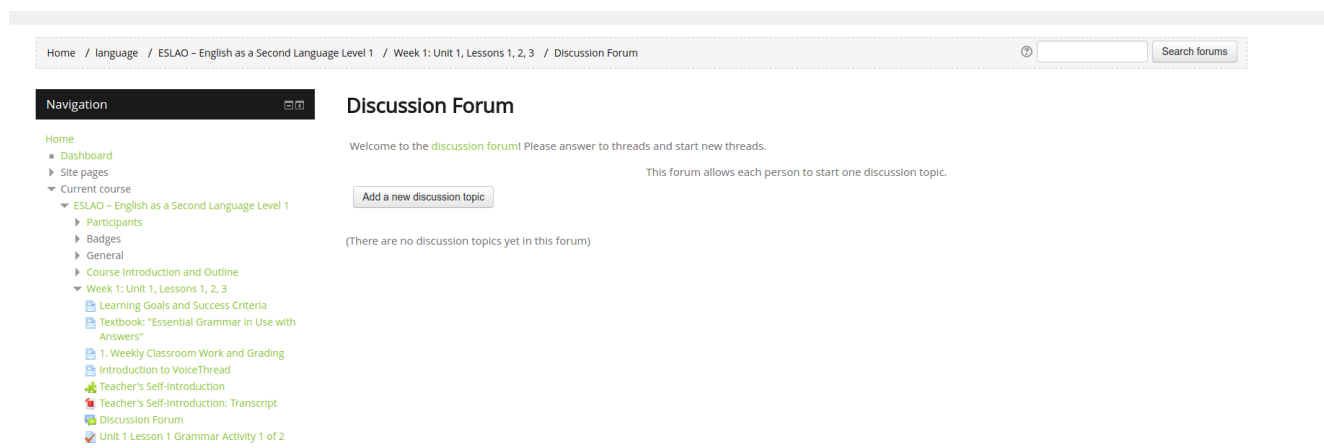 Home / language / ESLAO – English as a Second Language Level 1 / Week 1: Unit 1, Lessons 1, 2, 3 / Discussion Forum
Search forums
Navigation
Home
Dashboard
Site pages
Current course
ESLAO – English as a Second Language Level 1
Participants
Badges
General
Course Introduction and Outline
Week 1: Unit 1, Lessons 1, 2, 3
Learning Goals and Success Criteria
Textbook: "Essential Grammar in Use with
Answers"
1. Weekly Classroom Work and Grading
Introduction to VoiceThread
Teacher's Self-Introduction
Teacher's Self-Introduction: Transcript
Discussion Forum
Unit 1 Lesson 1 Grammar Activity 1 of 2
Discussion Forum
Welcome to the discussion forum! Please answer to threads and start new threads.
This forum allows each person to start one discussion topic.
Add a new discussion topic
(There are no discussion topics yet in this forum)